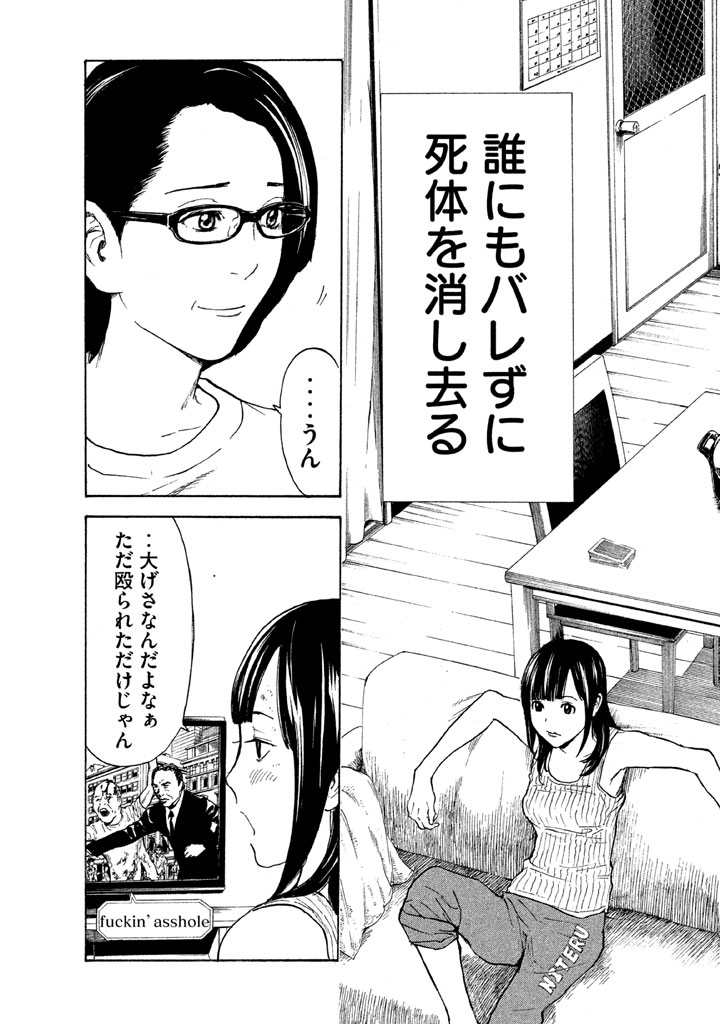 誰にもバレずに
死体を消し去る
‥‥うん
‥大げさなんだよなぁ
ただ殴られただけじゃん
fuckin' asshole
NITERU